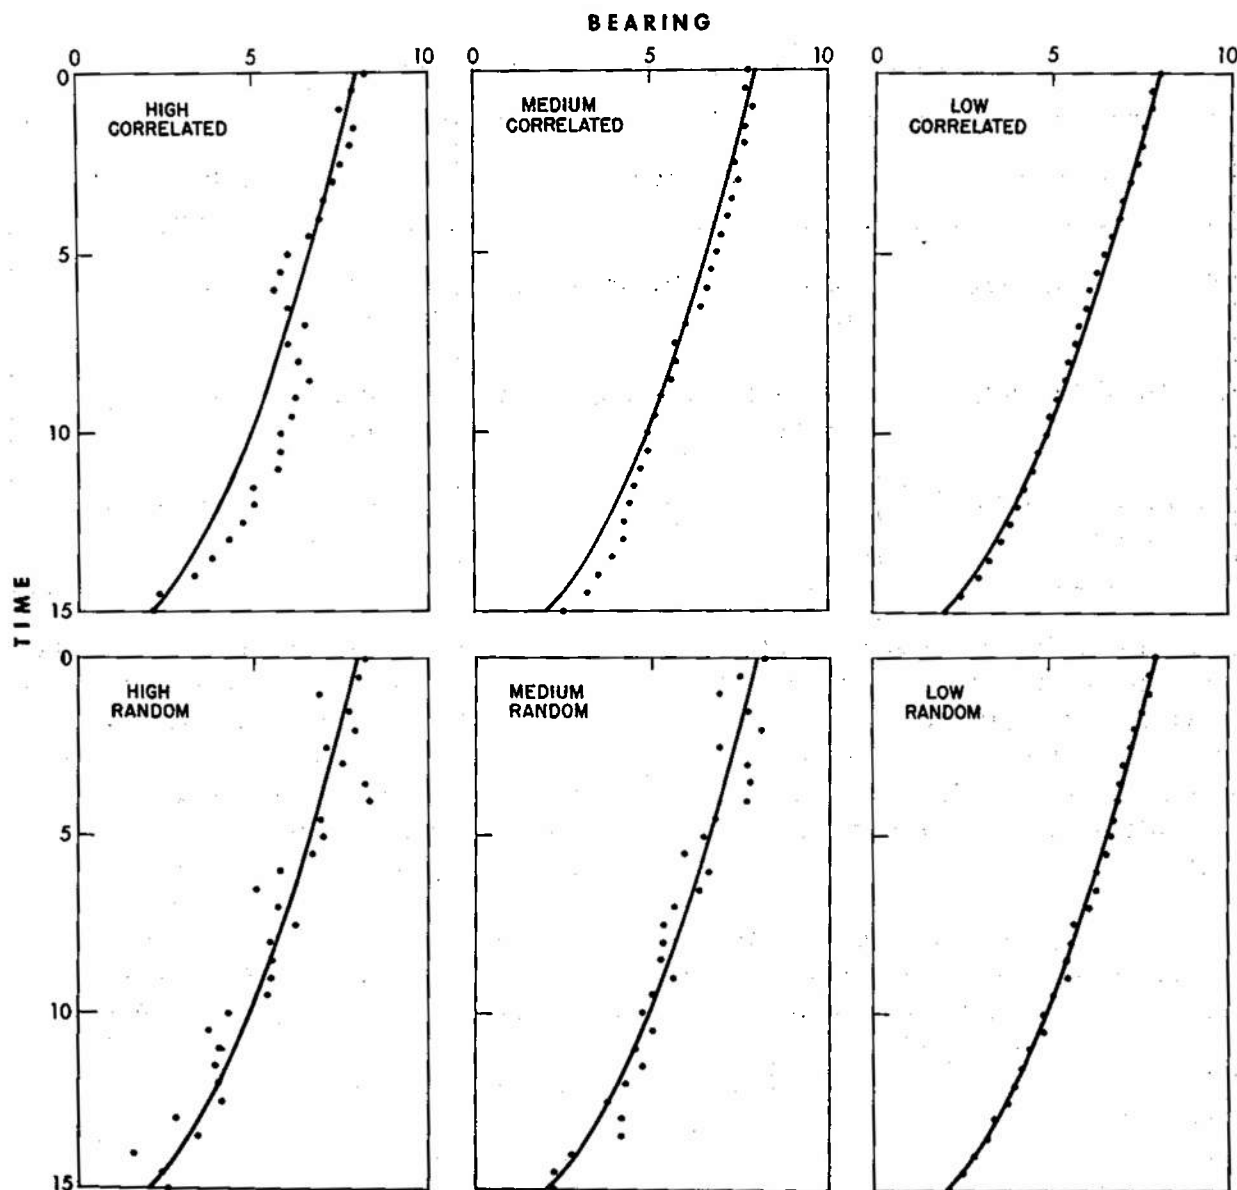 BEARING
0 5 10 0 5 10 0 5 10
0
HIGH
CORRELATED
MEDIUM
CORRELATED
LOW
CORRELATED
5
10
15
TIME
0
HIGH
RANDOM
MEDIUM
RANDOM
LOW
RANDOM
5
10
15